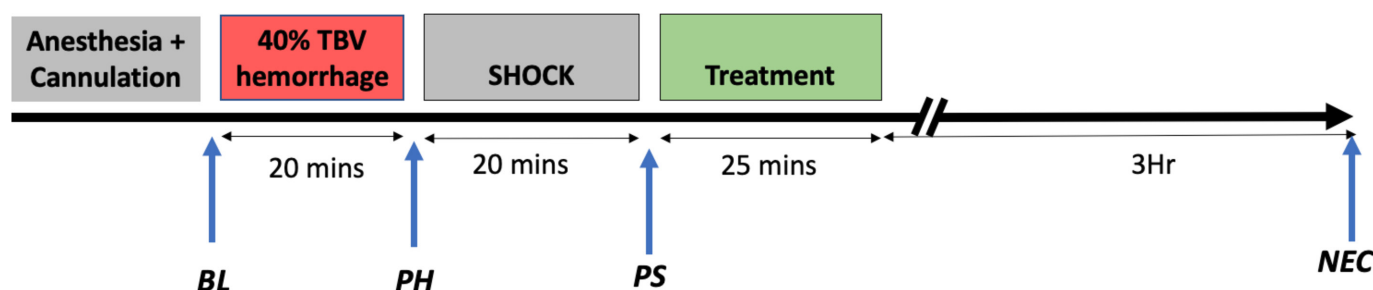 Anesthesia +
Cannulation
40% TBV
hemorrhage
SHOCK
Treatment
20 mins
20 mins
25 mins
3Hr
BL
PH
PS
NEC